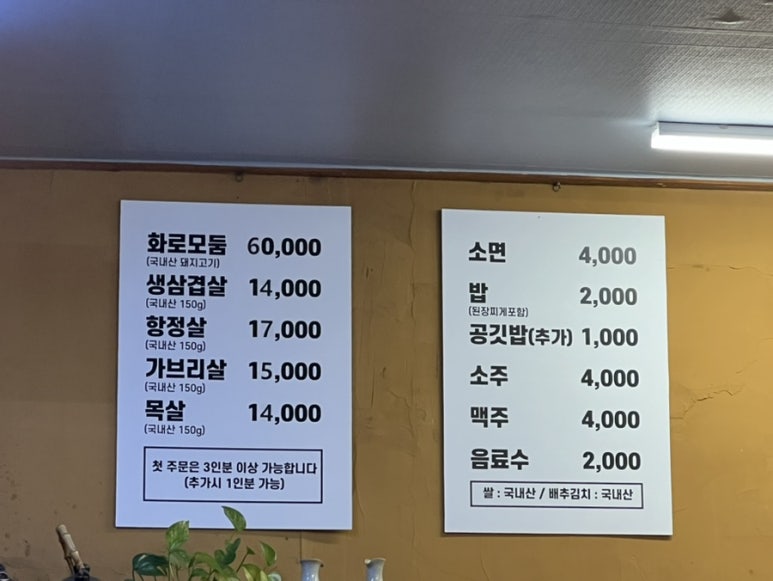 화로모둠 60,000
(국내산 돼지고기)
생삼겹살 14,000
(국내산 150g)
항정살 17,000
(국내산 150g)
가브리살 15,000
(국내산 150g)
목살 14,000
(국내산 150g)
첫 주문은 3인분 이상 가능합니다
(추가시 1인분 가능)
소면 4,000
밥 2,000
(된장찌게포함)
공깃밥(추가) 1,000
소주 4,000
맥주 4,000
음료수 2,000
쌀 : 국내산 / 배추김치 : 국내산